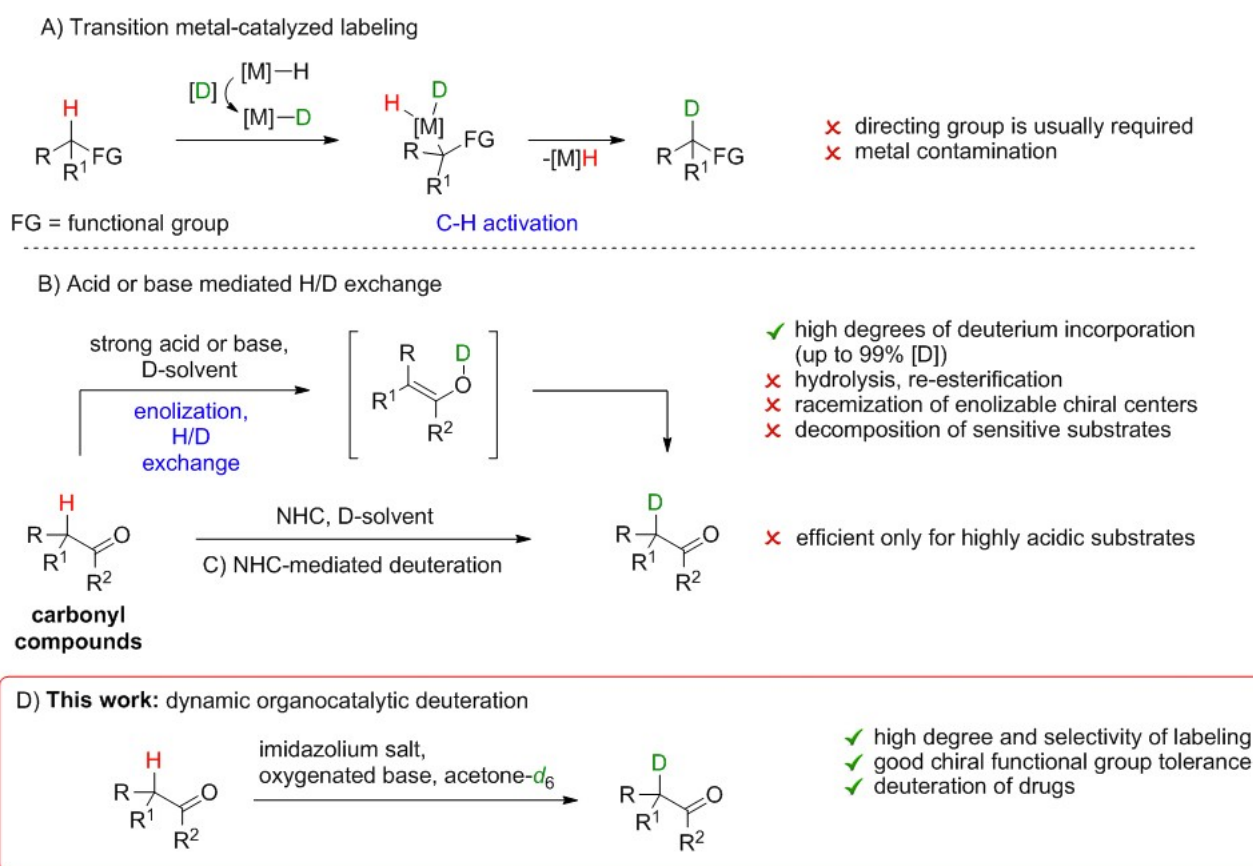 A) Transition metal-catalyzed labeling
H
R
R¹
FG
[D]
[M]—H
[M]—D
H
D
[M]
R
FG
R¹
-[M]H
D
R
R¹
FG
✗ directing group is usually required
✗ metal contamination
FG = functional group
C-H activation
B) Acid or base mediated H/D exchange
strong acid or base,
D-solvent
enolization,
H/D
exchange
R
D
O
R¹
R²
✓ high degrees of deuterium incorporation
(up to 99% [D])
✗ hydrolysis, re-esterification
✗ racemization of enolizable chiral centers
✗ decomposition of sensitive substrates
H
R
O
R¹
R²
carbonyl
compounds
NHC, D-solvent
C) NHC-mediated deuteration
D
R
O
R¹
R²
✗ efficient only for highly acidic substrates
D) This work: dynamic organocatalytic deuteration
H
R
O
R¹
R²
imidazolium salt,
oxygenated base, acetone-d₆
D
R
O
R¹
R²
✓ high degree and selectivity of labeling
✓ good chiral functional group tolerance
✓ deuteration of drugs